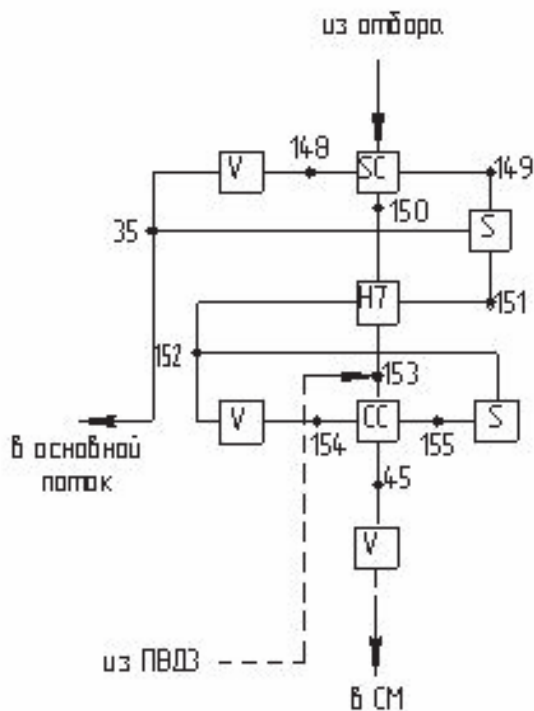 из отбора
148
149
V
SC
150
35
S
H7
151
152
153
V
CC
S
154
155
в основной
поток
45
V
из ПВД3
в СМ